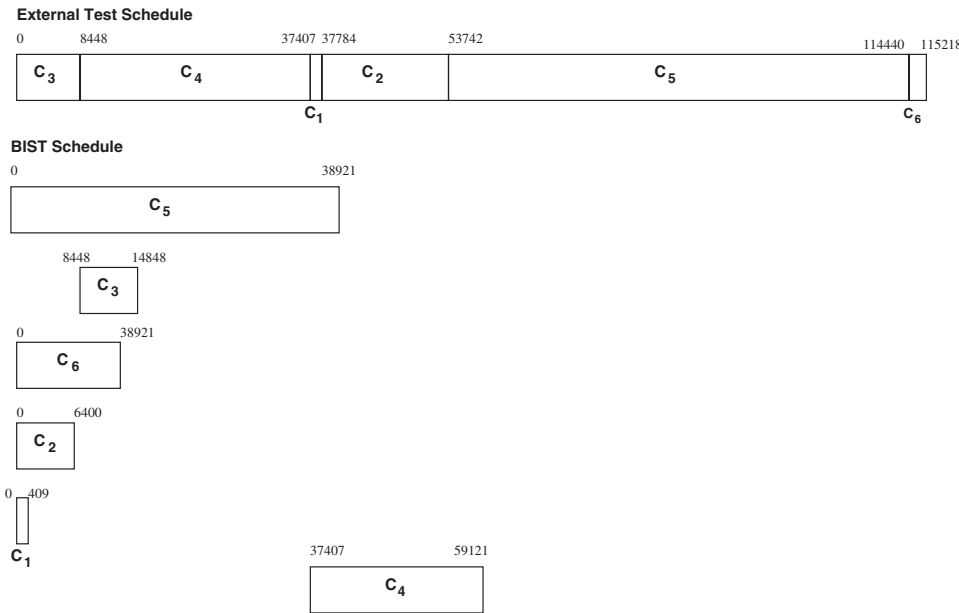 External Test Schedule
0 8448 37407 37784 53742 114440 115218
C3 C4 C2 C5
C1 C6
BIST Schedule
0 38921
C5
8448 14848
C3
0 38921
C6
0 6400
C2
0 409
C1
37407 59121
C4